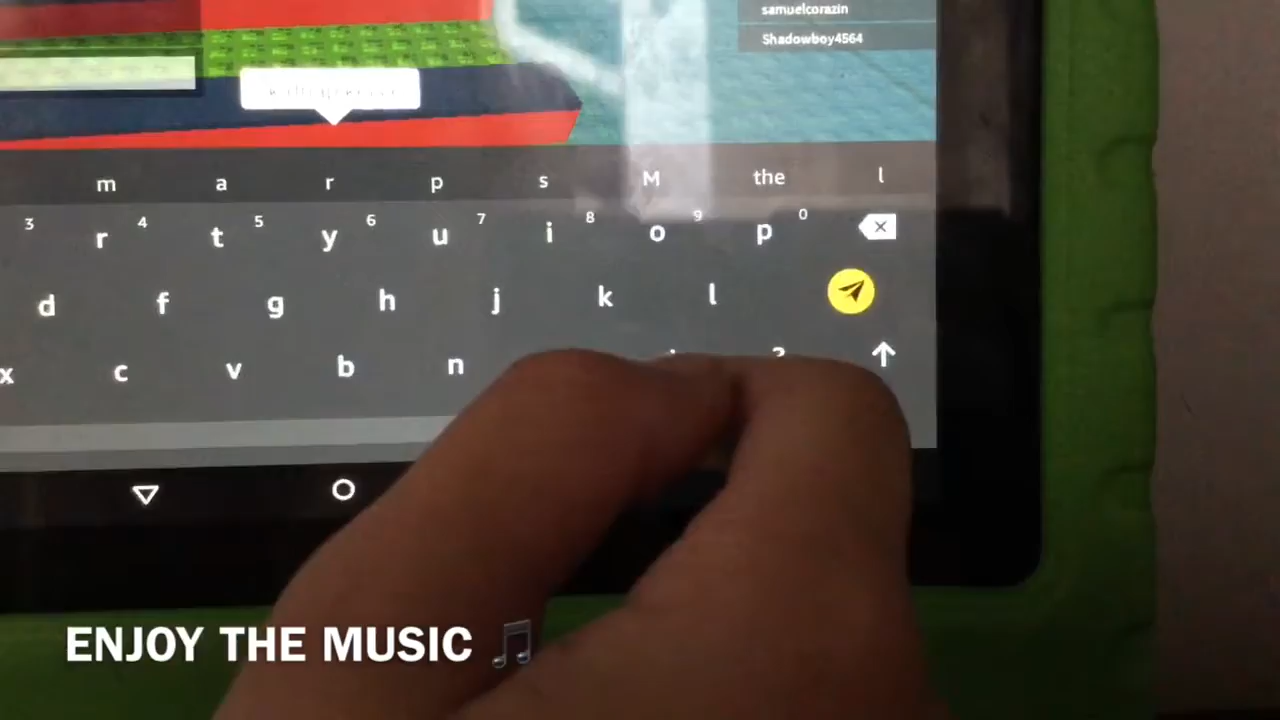 samuelcorazin
Shadowboy4564
m a r p s M the l
3 4 5 6 7 8 9 0
r t y u i o p
d f g h j k l
x c v b n ?
ENJOY THE MUSIC 🎵